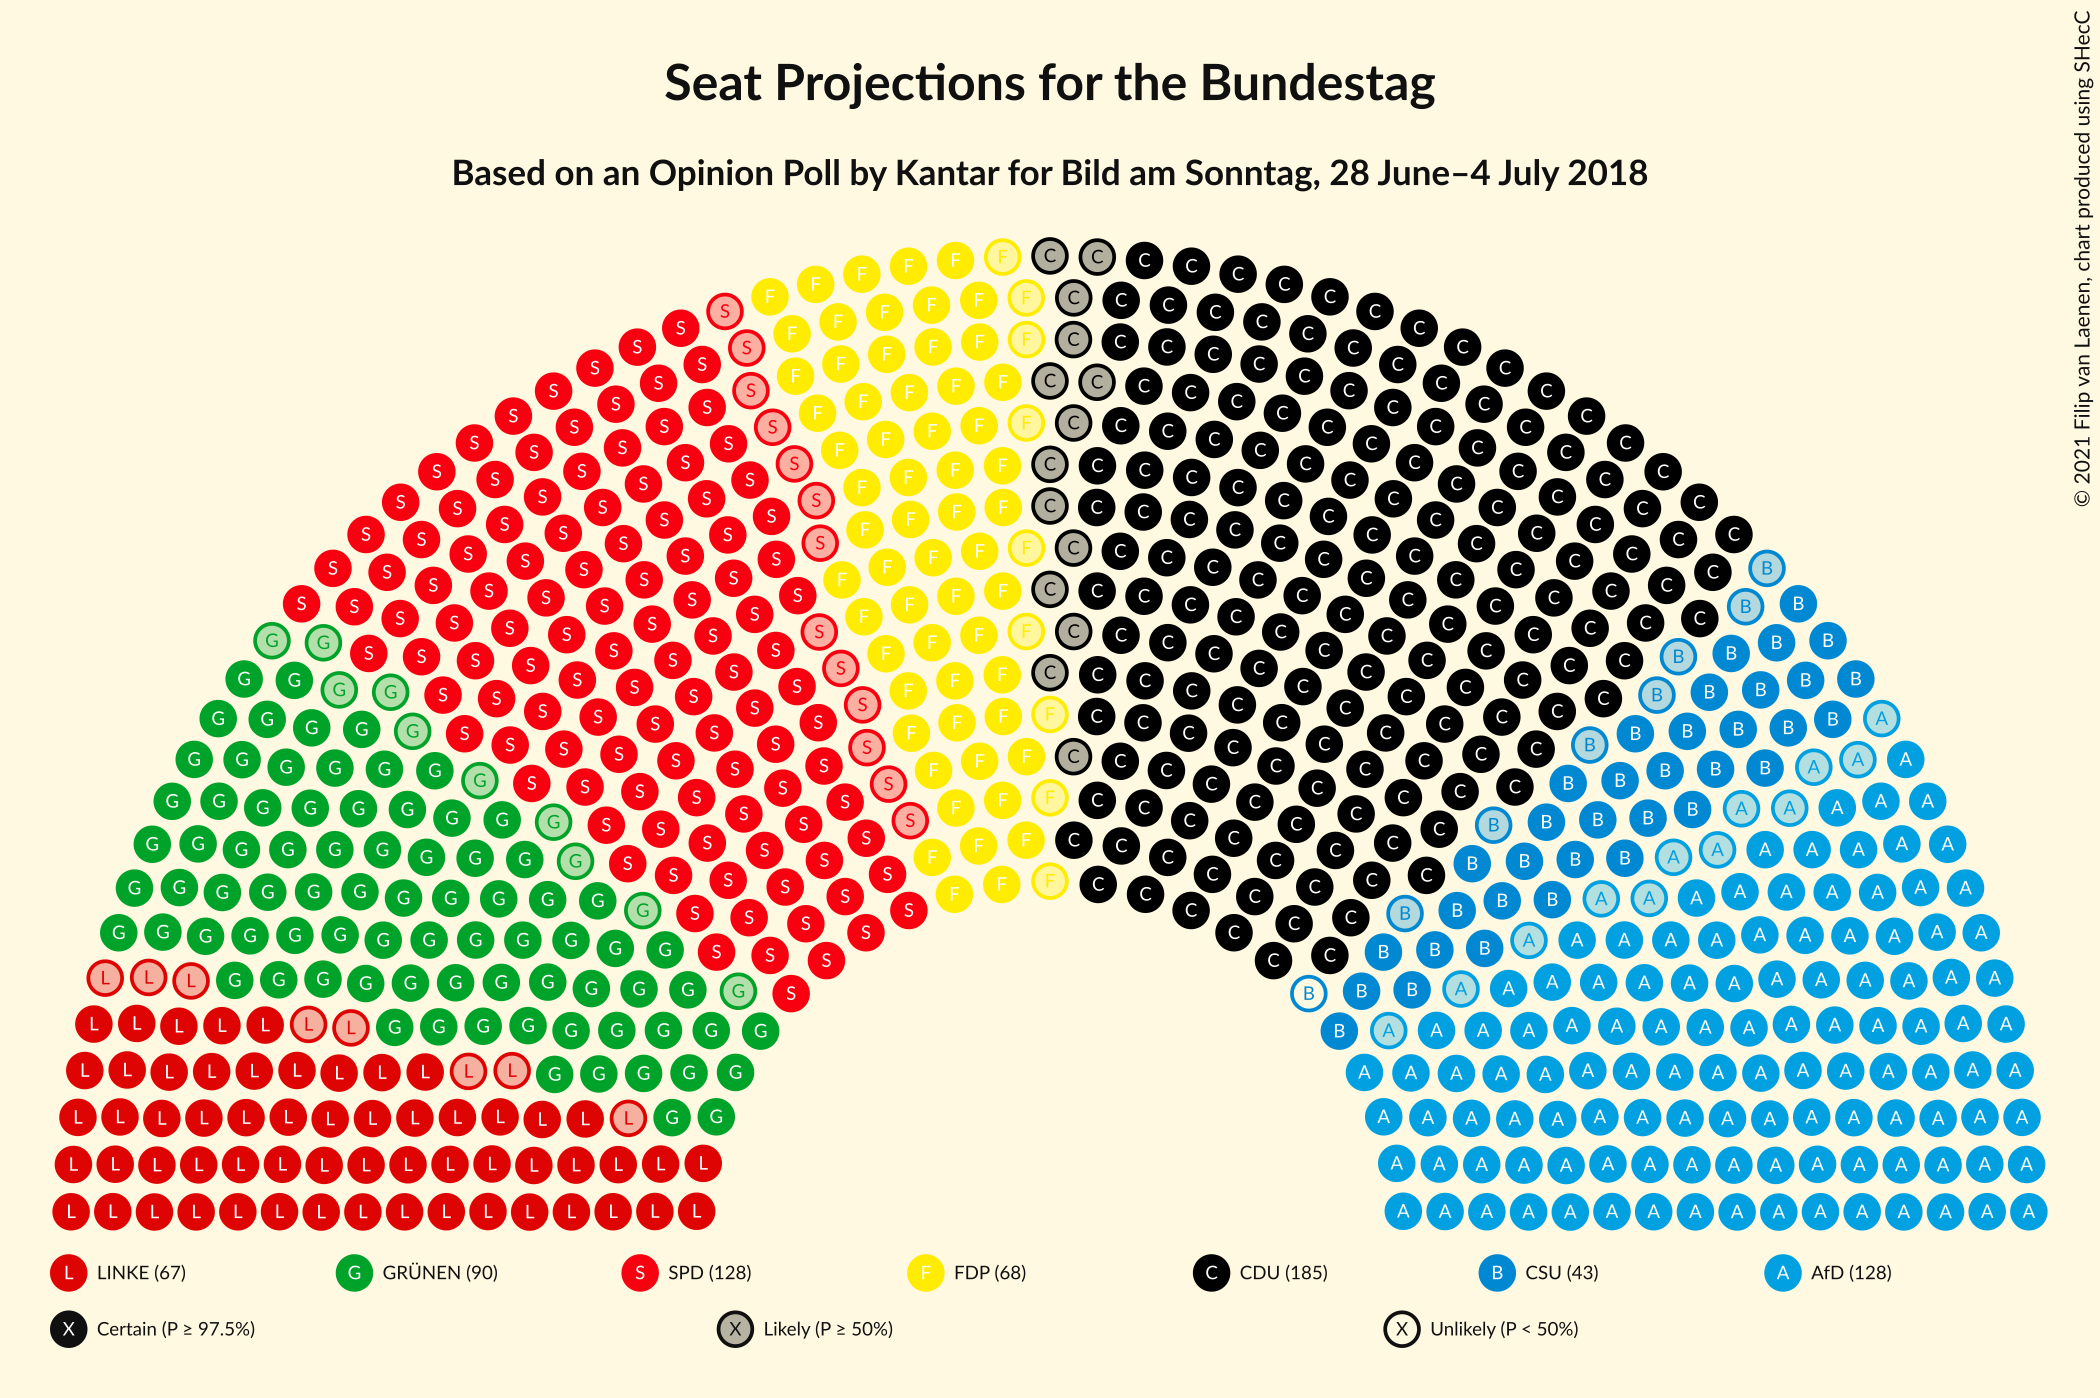 Seat Projections for the Bundestag
Based on an Opinion Poll by Kantar for Bild am Sonntag, 28 June–4 July 2018
© 2021 Filip van Laenen, chart produced using SHecC
L LINKE (67) G GRÜNEN (90) S SPD (128) F FDP (68) C CDU (185) B CSU (43) A AfD (128)
X Certain (P ≥ 97.5%) X Likely (P ≥ 50%) X Unlikely (P < 50%)